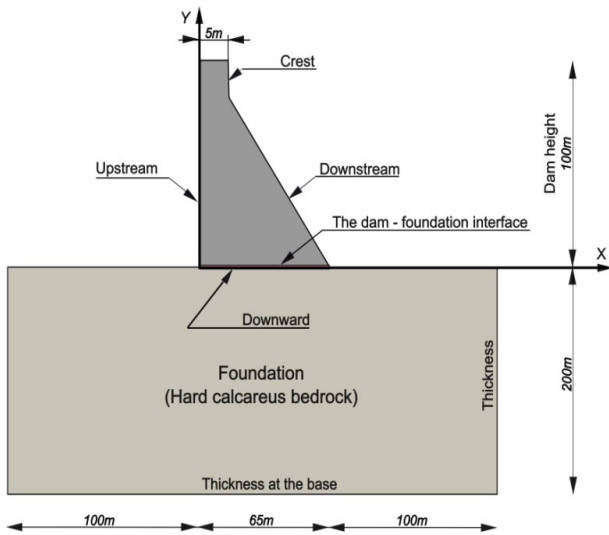 Y
5m
Crest
Upstream
Downstream
Dam height
100m
The dam - foundation interface
X
Downward
Foundation
(Hard calcareus bedrock)
Thickness
200m
Thickness at the base
100m
65m
100m